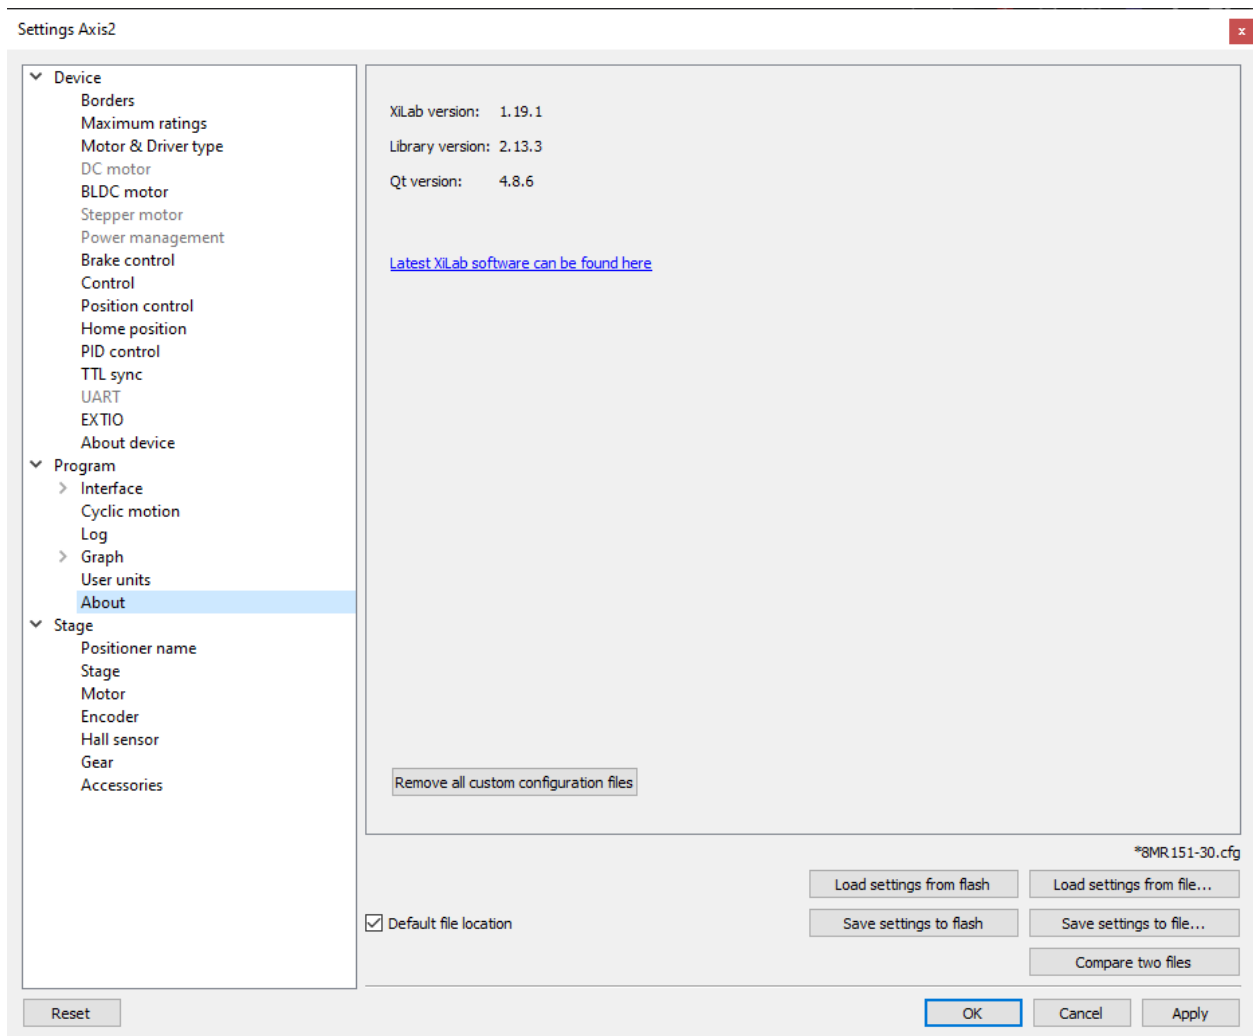 Settings Axis2
x
Device
Borders
Maximum ratings
Motor & Driver type
DC motor
BLDC motor
Stepper motor
Power management
Brake control
Control
Position control
Home position
PID control
TTL sync
UART
EXTIO
About device
Program
Interface
Cyclic motion
Log
Graph
User units
About
Stage
Positioner name
Stage
Motor
Encoder
Hall sensor
Gear
Accessories
XiLab version: 1.19.1
Library version: 2.13.3
Qt version: 4.8.6
Latest XiLab software can be found here
Remove all custom configuration files
*8MR151-30.cfg
Load settings from flash Load settings from file...
Default file location Save settings to flash Save settings to file...
Compare two files
Reset OK Cancel Apply